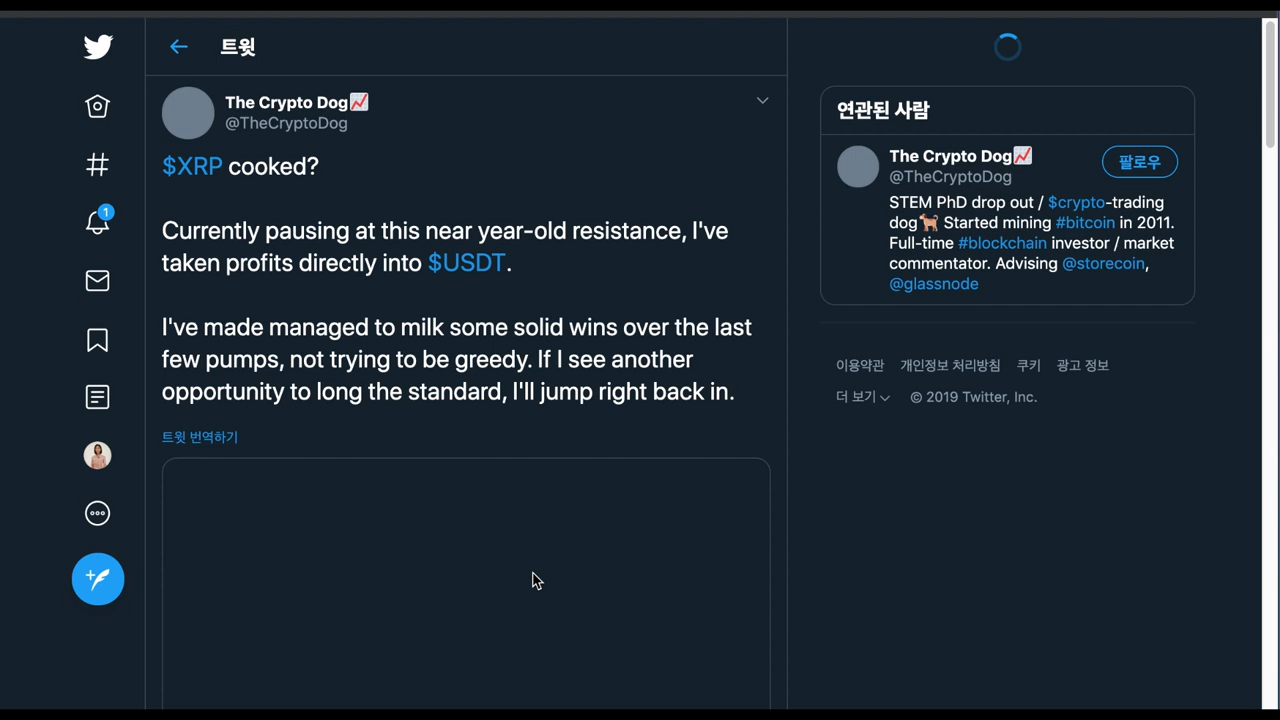 트윗
The Crypto Dog📈
@TheCryptoDog
$XRP cooked?
Currently pausing at this near year-old resistance, I've
taken profits directly into $USDT.
I've made managed to milk some solid wins over the last
few pumps, not trying to be greedy. If I see another
opportunity to long the standard, I'll jump right back in.
트윗 번역하기
1
연관된 사람
The Crypto Dog📈
@TheCryptoDog
팔로우
STEM PhD drop out / $crypto-trading
dog🐕 Started mining #bitcoin in 2011.
Full-time #blockchain investor / market
commentator. Advising @storecoin,
@glassnode
이용약관 개인정보 처리방침 쿠키 광고 정보
더 보기 © 2019 Twitter, Inc.